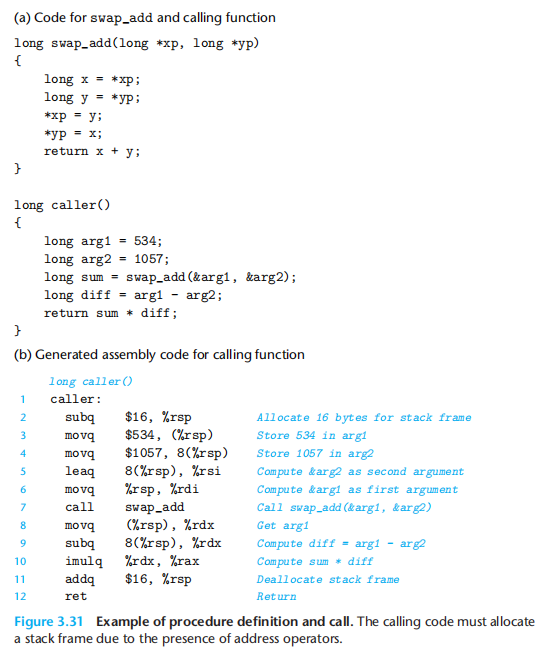 (a) Code for swap_add and calling function
long swap_add(long *xp, long *yp)
{
long x = *xp;
long y = *yp;
*xp = y;
*yp = x;
return x + y;
}
long caller()
{
long arg1 = 534;
long arg2 = 1057;
long sum = swap_add(&arg1, &arg2);
long diff = arg1 - arg2;
return sum * diff;
}
(b) Generated assembly code for calling function
long caller()
1 caller:
2 subq $16, %rsp Allocate 16 bytes for stack frame
3 movq $534, (%rsp) Store 534 in arg1
4 movq $1057, 8(%rsp) Store 1057 in arg2
5 leaq 8(%rsp), %rsi Compute &arg2 as second argument
6 movq %rsp, %rdi Compute &arg1 as first argument
7 call swap_add Call swap_add(&arg1, &arg2)
8 movq (%rsp), %rdx Get arg1
9 subq 8(%rsp), %rdx Compute diff = arg1 - arg2
10 imulq %rdx, %rax Compute sum * diff
11 addq $16, %rsp Deallocate stack frame
12 ret Return
Figure 3.31 Example of procedure definition and call. The calling code must allocate
a stack frame due to the presence of address operators.